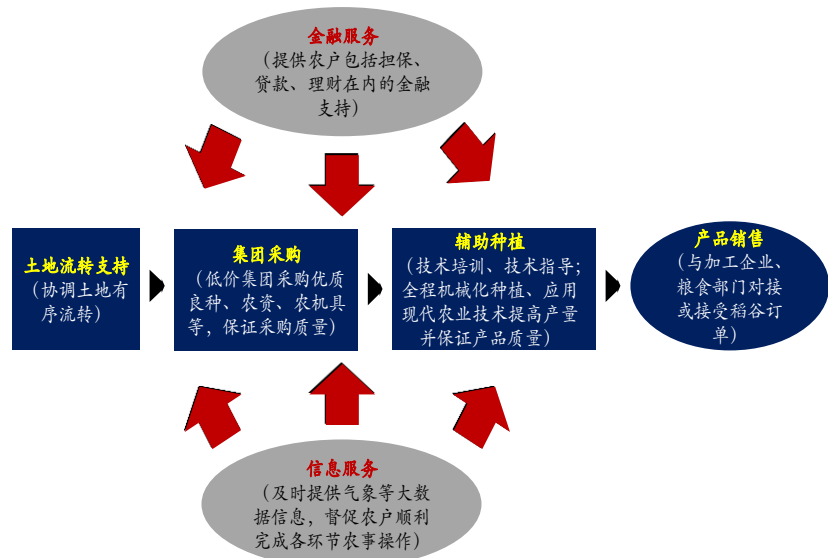 金融服务
（提供农户包括担保、
贷款、理财在内的金融
支持）
土地流转支持
（协调土地有
序流转）
集团采购
（低价集团采购优质
良种、农资、农机具
等，保证采购质量）
辅助种植
（技术培训、技术指导；
全程机械化种植、应用
现代农业技术提高产量
并保证产品质量）
产品销售
（与加工企业、
粮食部门对接
或接受稻谷订
单）
信息服务
（及时提供气象等大数
据信息，督促农户顺利
完成各环节农事操作）